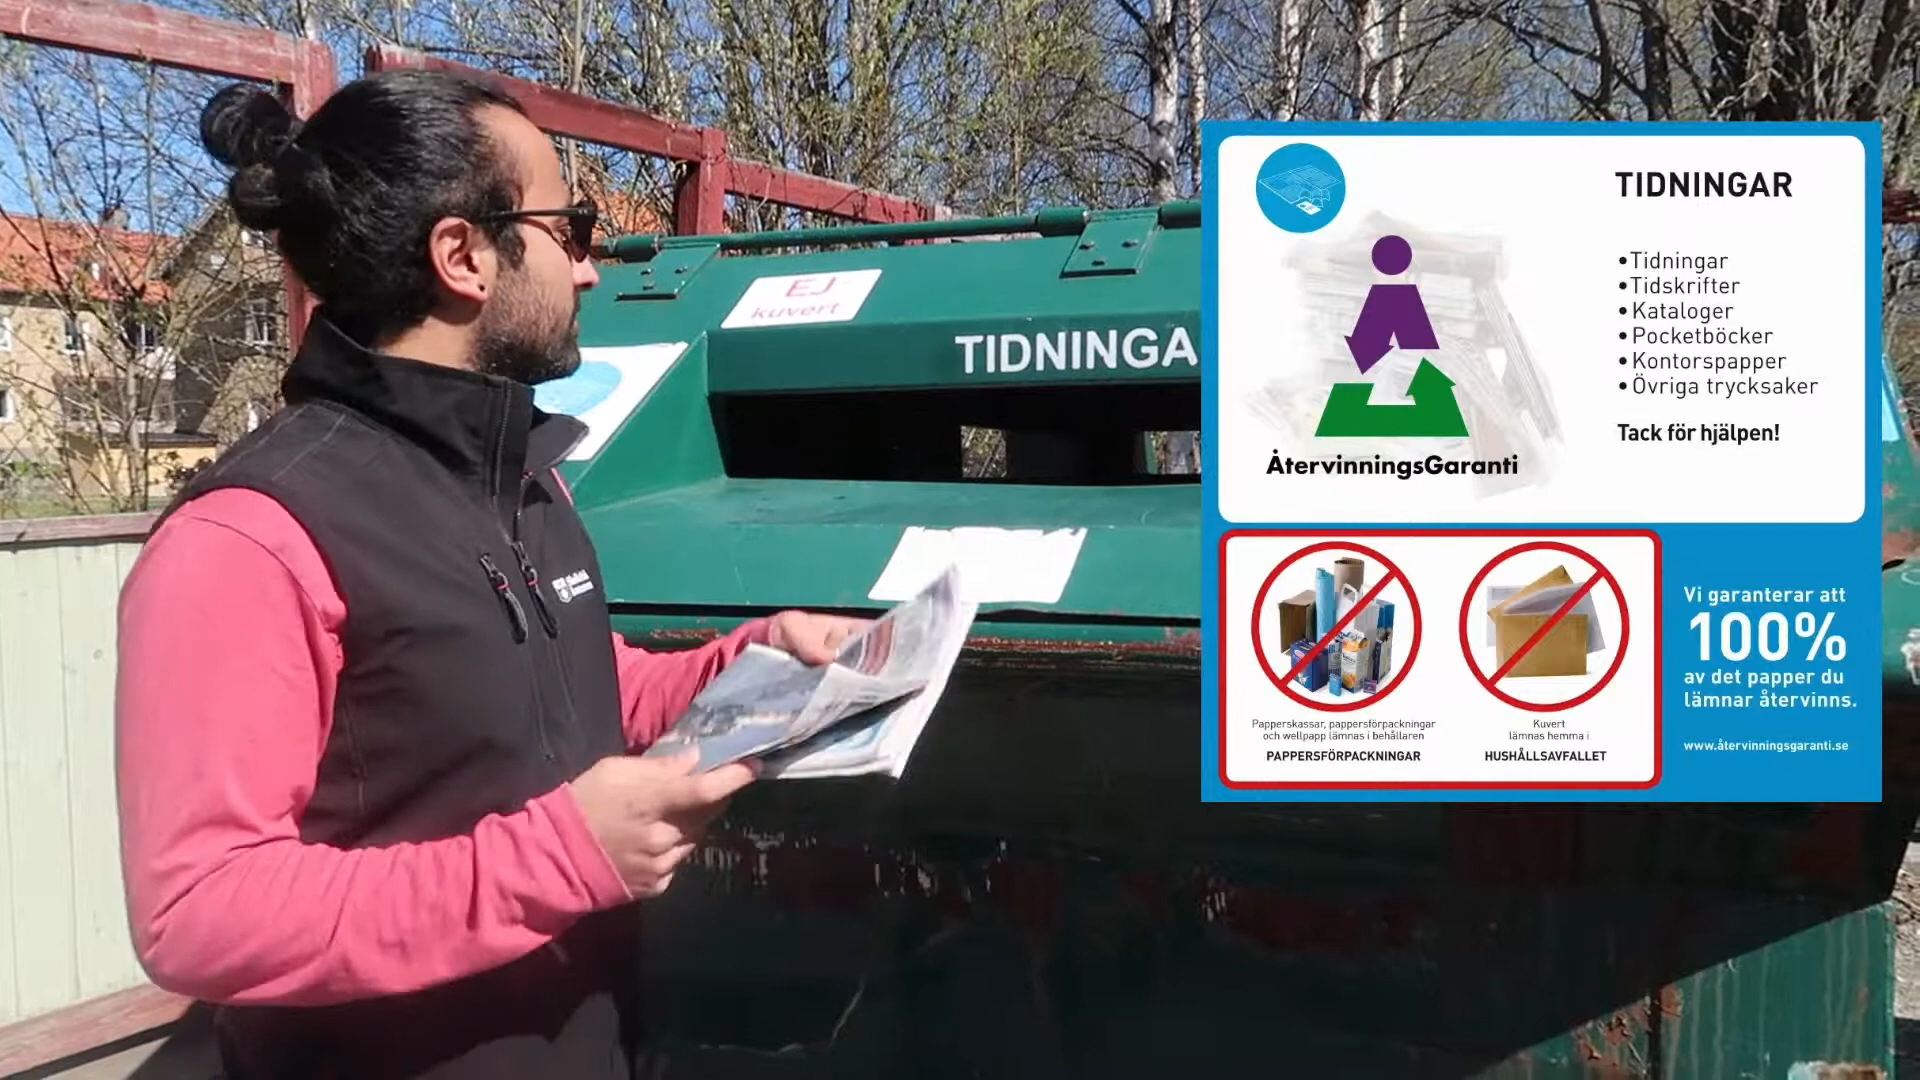 EJ
kuvert
TIDNINGA
TIDNINGAR
•Tidningar
•Tidskrifter
•Kataloger
•Pocketböcker
•Kontorspapper
•Övriga trycksaker
Tack för hjälpen!
ÅtervinningsGaranti
Papperskassar, pappersförpackningar
och wellpapp lämnas i behållaren
PAPPERSFÖRPACKNINGAR
Kuvert
lämnas hemma i
HUSHÅLLSAVFALLET
Vi garanterar att
100%
av det papper du
lämnar återvinns.
www.återvinningsgaranti.se